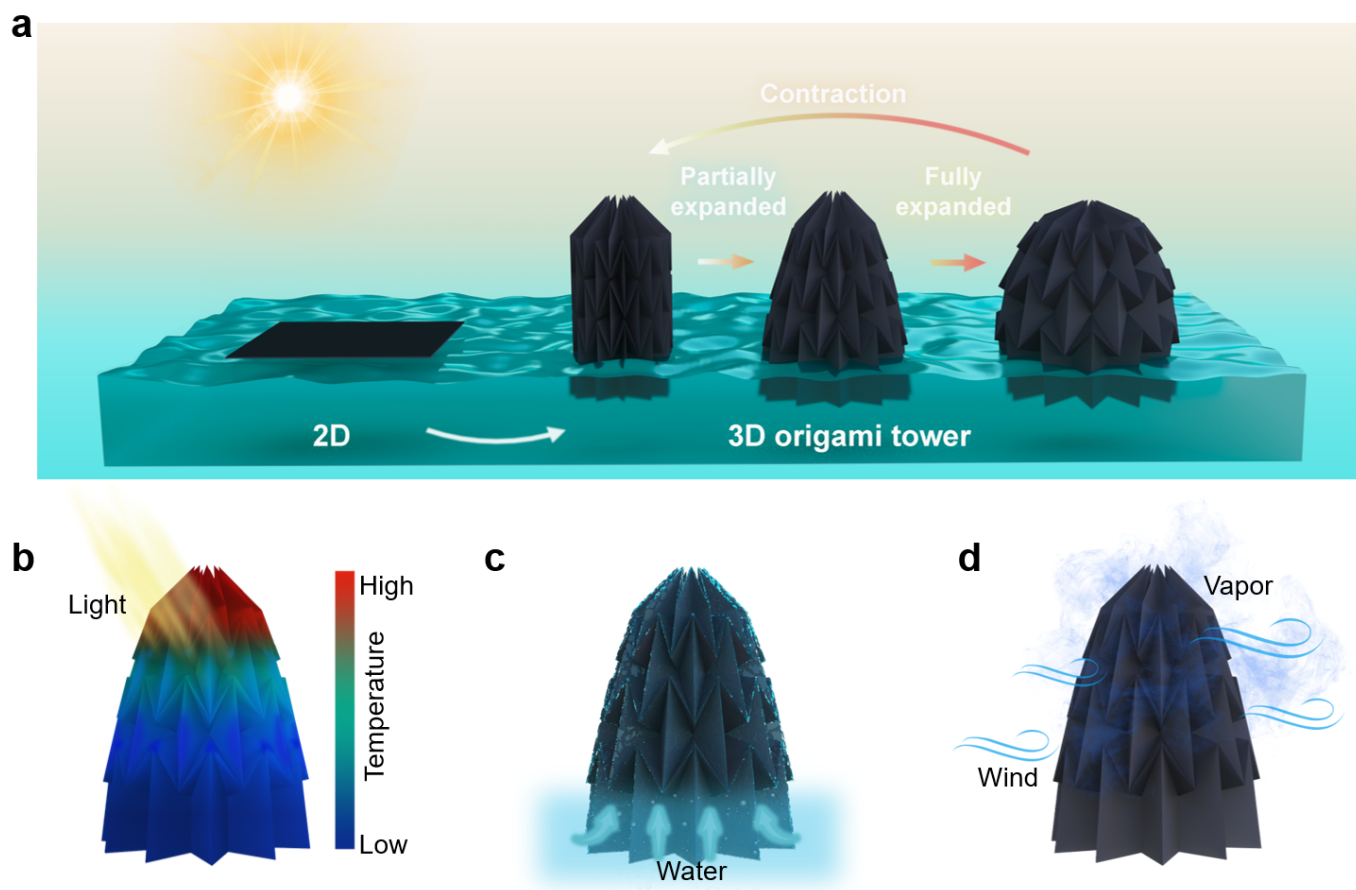 a
Contraction
Partially
expanded
Fully
expanded
2D
3D origami tower
b
Light
High
Temperature
Low
c
Water
d
Vapor
Wind